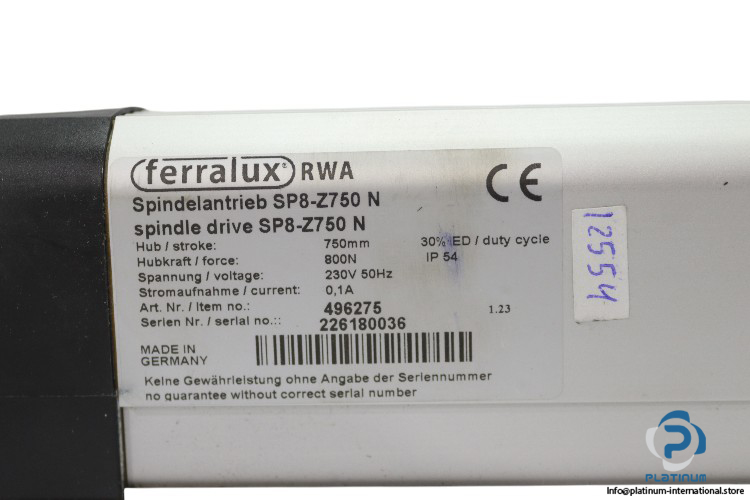 ferralux® RWA
Spindelantrieb SP8-Z750 N
spindle drive SP8-Z750 N
Hub / stroke: 750mm 30% ED / duty cycle
Hubkraft / force: 800N IP 54
Spannung / voltage: 230V 50Hz
Stromaufnahme / current: 0,1A
Art. Nr. / Item no.: 496275 1.23
Serien Nr. / serial no.:: 226180036
MADE IN
GERMANY
Keine Gewährleistung ohne Angabe der Seriennummer
no guarantee without correct serial number
CE
12554
PLATINUM
Info@platinum-international.store